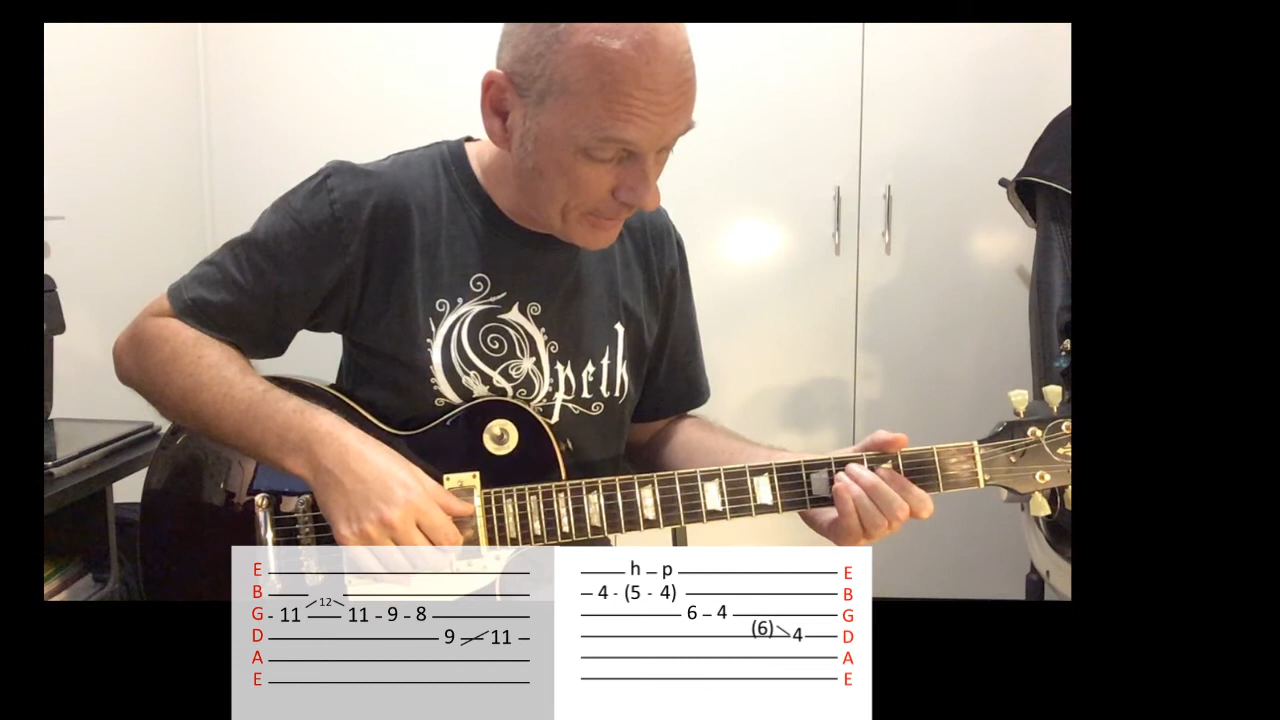 Opeth
E
B
12
G - 11 11 - 9 - 8
D 9 11 -
A
E
h - p E
- 4 - (5 - 4) B
6 - 4 G
(6) 4 D
A
E